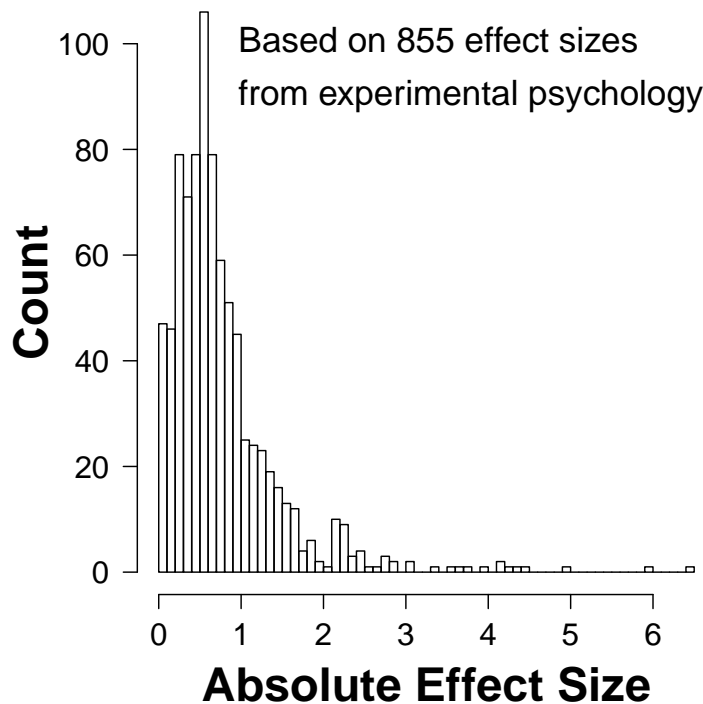 Based on 855 effect sizes
from experimental psychology
100
80
60
40
20
0
Count
0 1 2 3 4 5 6
Absolute Effect Size